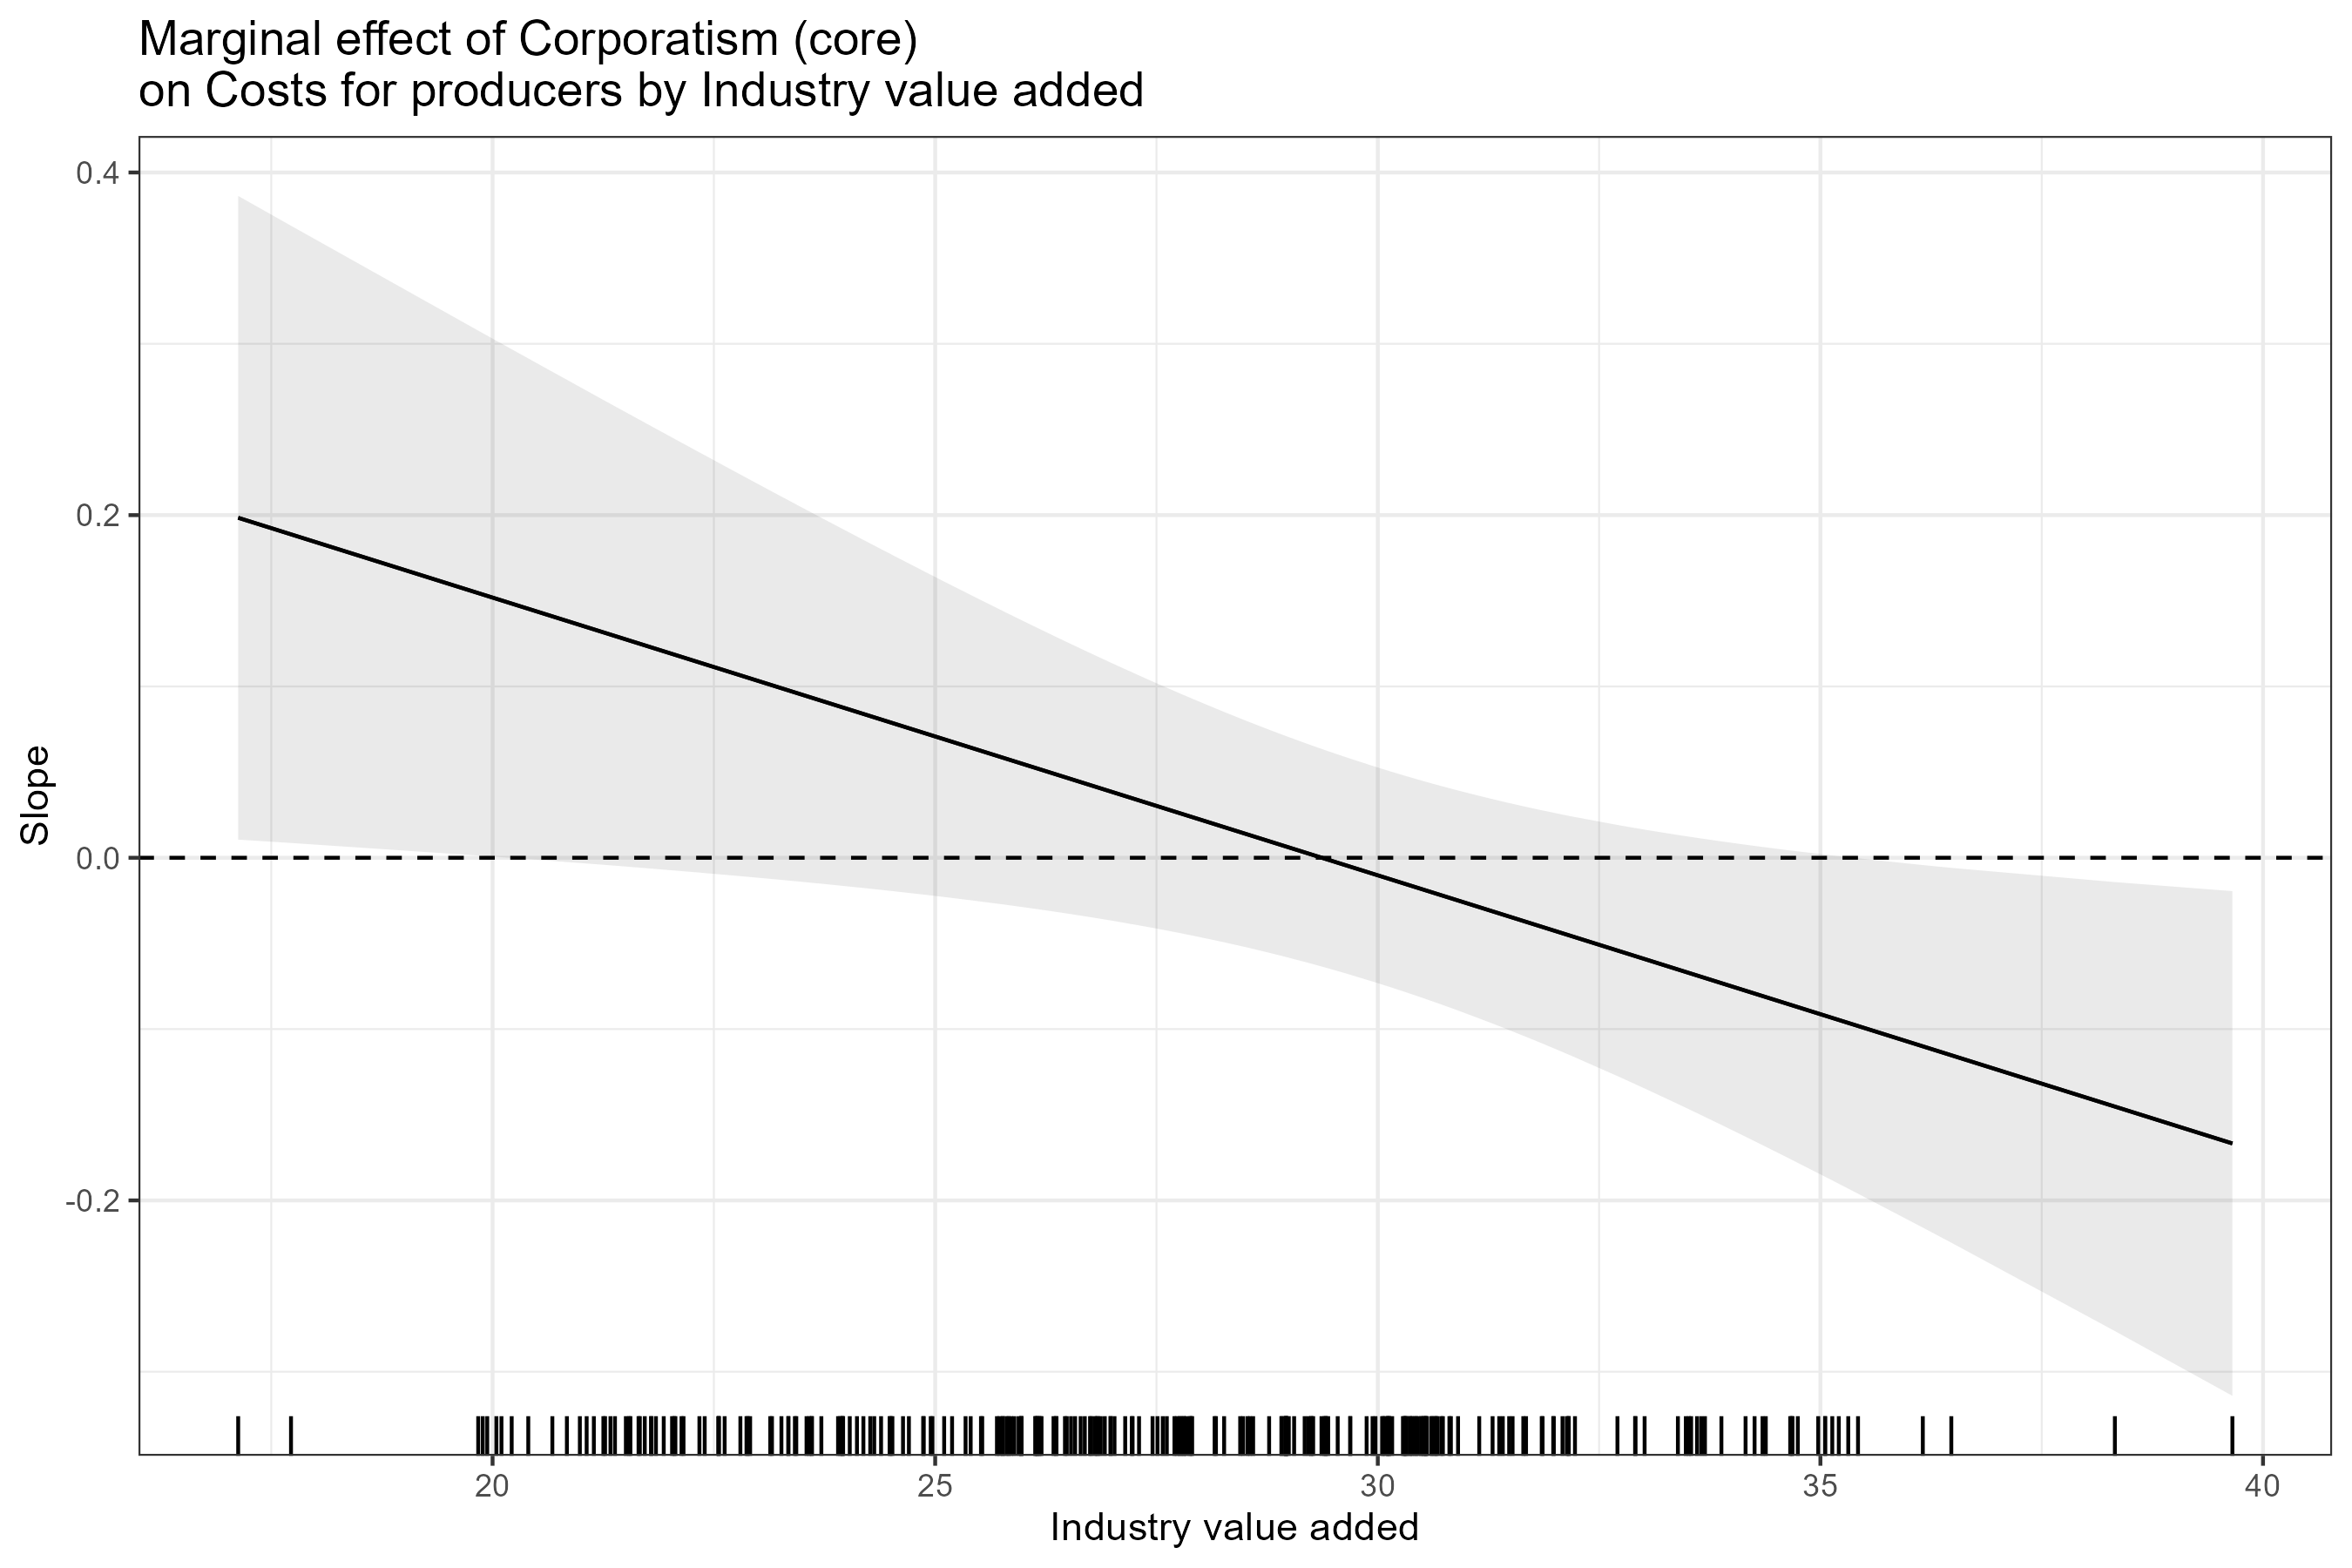 Marginal effect of Corporatism (core)
on Costs for producers by Industry value added
0.4
0.2
0.0
-0.2
Slope
20
25
30
35
40
Industry value added